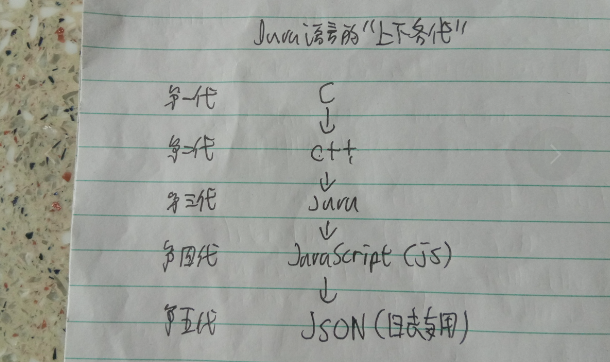 Java语言的“上下各代”
第一代 C
↓
第二代 C++
↓
第三代 Java
↓
第四代 JavaScript (js)
↓
第五代 JSON (日志专用)